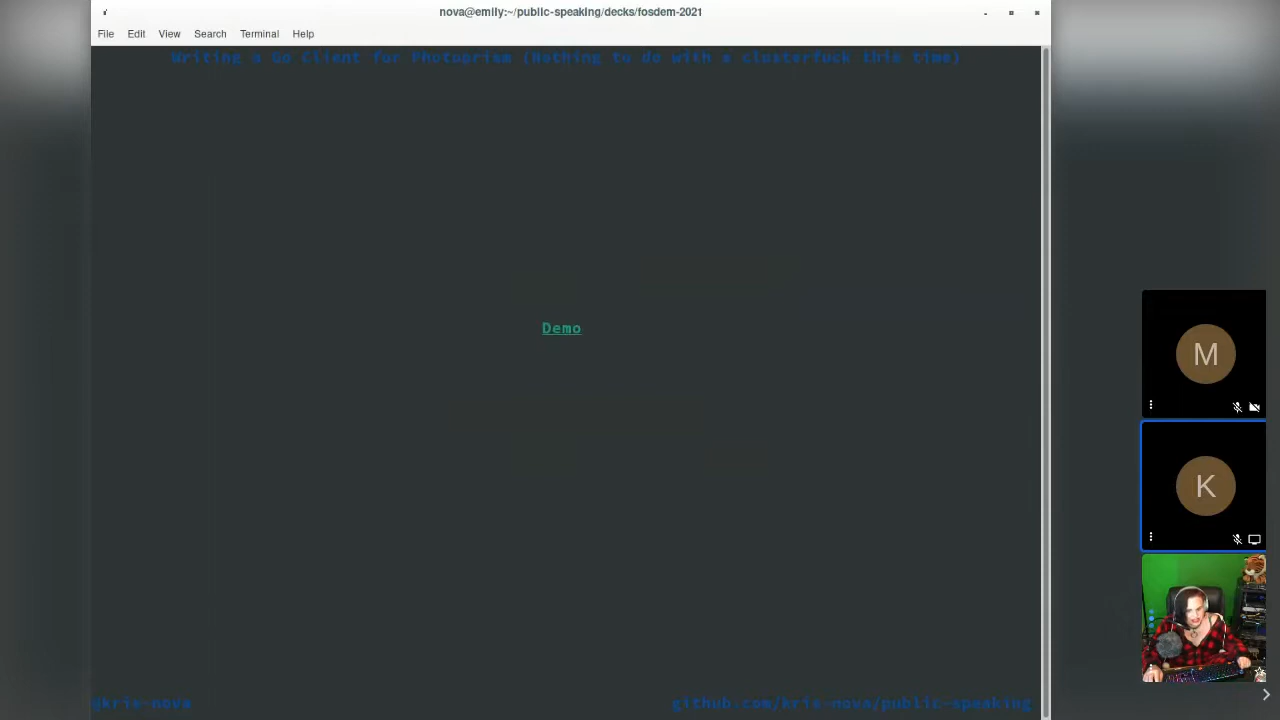 nova@emily:~/public-speaking/decks/fosdem-2021
File Edit View Search Terminal Help
Writing a Go Client for Photoprism (Nothing to do with a clusterfuck this time)
Demo
M
K
@kris-nova
github.com/kris-nova/public-speaking